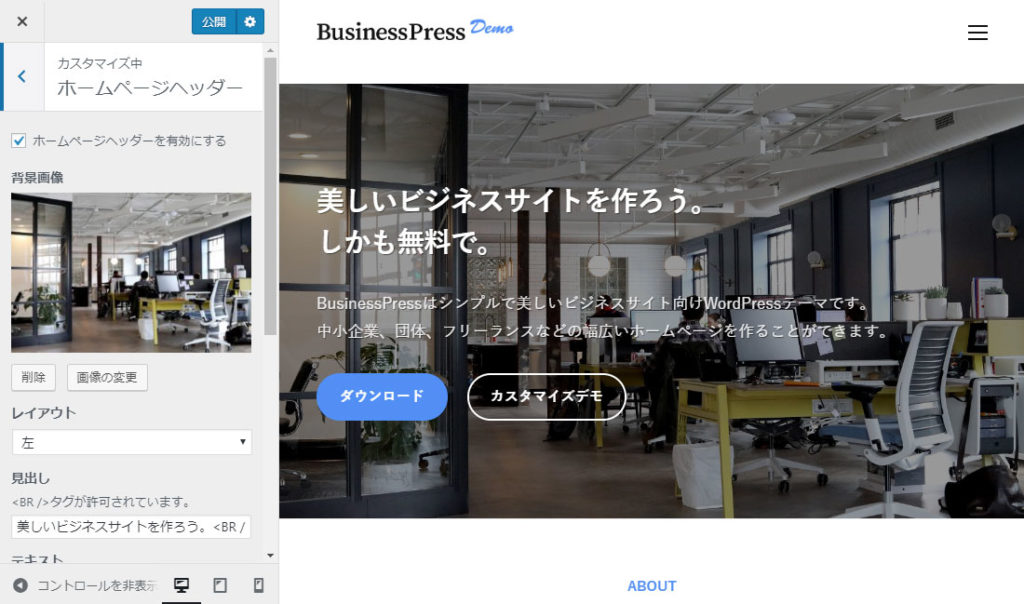 公開
カスタマイズ中
ホームページヘッダー
ホームページヘッダーを有効にする
背景画像
削除
画像の変更
レイアウト
左
見出し
<BR />タグが許可されています。
美しいビジネスサイトを作ろう。<BR /
テキスト
コントロールを非表示
BusinessPress Demo
美しいビジネスサイトを作ろう。
しかも無料で。
BusinessPressはシンプルで美しいビジネスサイト向けWordPressテーマです。
中小企業、団体、フリーランスなどの幅広いホームページを作ることができます。
ダウンロード
カスタマイズデモ
ABOUT